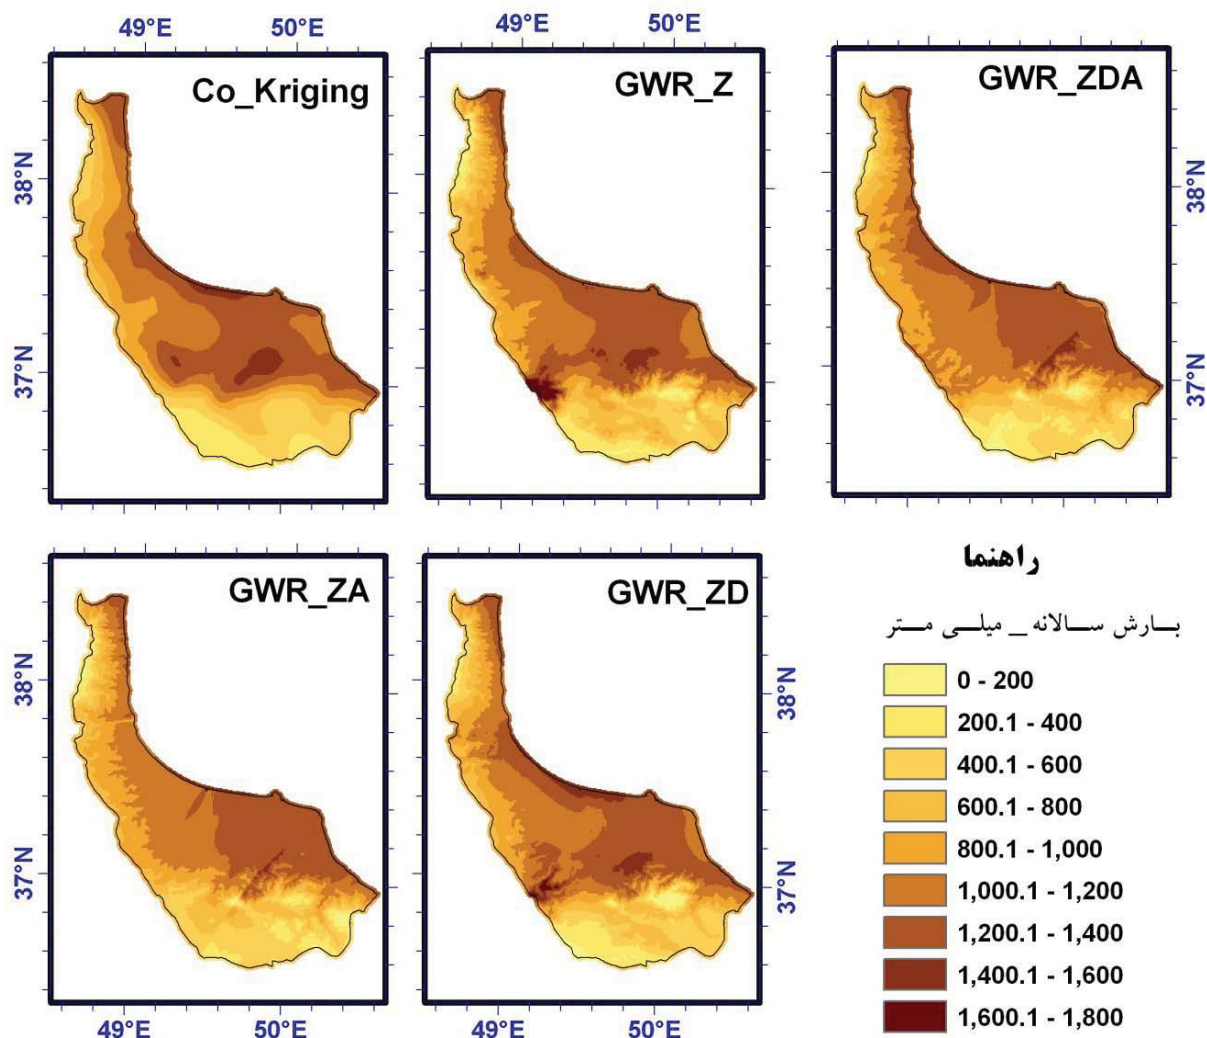 49°E 50°E 49°E 50°E
Co_Kriging
GWR_Z
GWR_ZDA
38°N
38°N
37°N
37°N
راهنما
GWR_ZA
GWR_ZD
بارش سالانه _ میلی متر
38°N
38°N
0 - 200
200.1 - 400
400.1 - 600
600.1 - 800
800.1 - 1,000
37°N
37°N
1,000.1 - 1,200
1,200.1 - 1,400
1,400.1 - 1,600
1,600.1 - 1,800
49°E 50°E 49°E 50°E